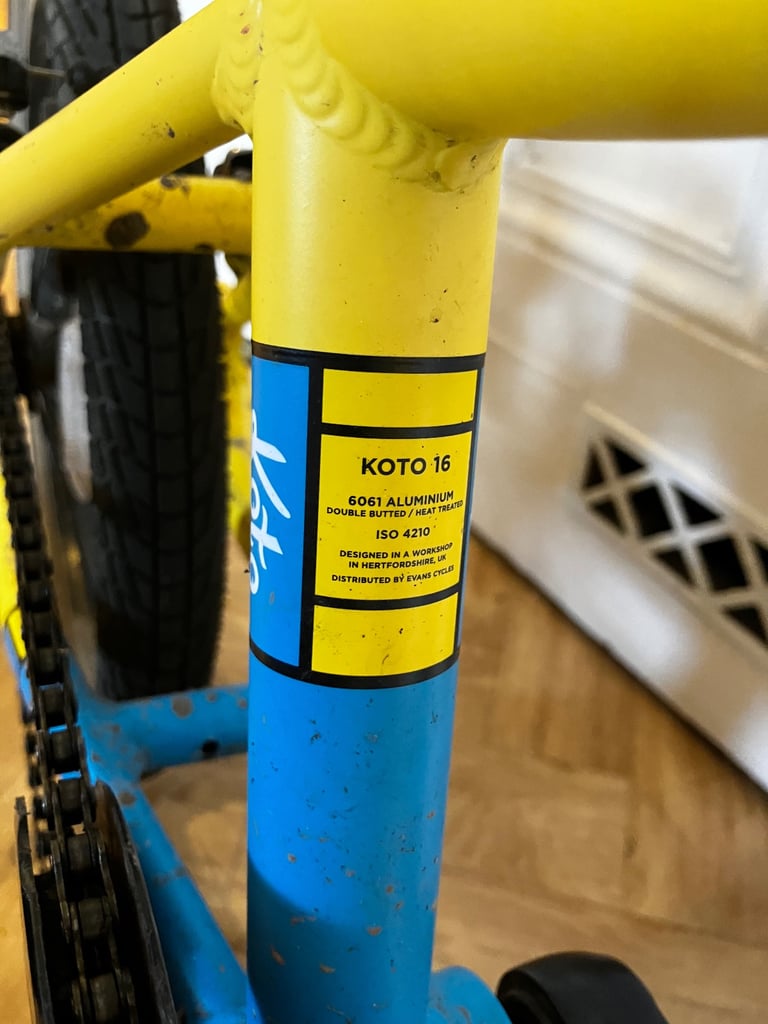 Koto
KOTO 16
6061 ALUMINIUM
DOUBLE BUTTED / HEAT TREATED
ISO 4210
DESIGNED IN A WORKSHOP
IN HERTFORDSHIRE, UK
DISTRIBUTED BY EVANS CYCLES